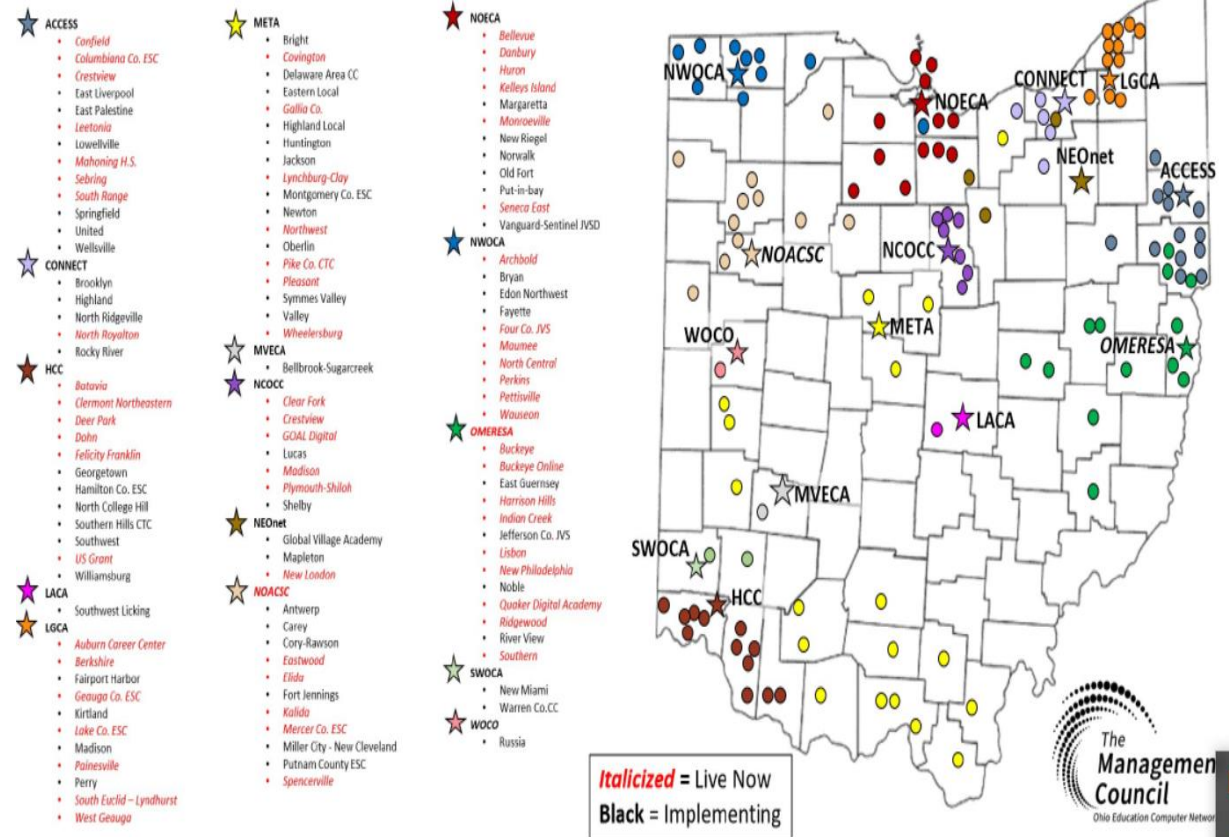 ACCESS
Canfield
Columbiana Co. ESC
Crestview
East Liverpool
East Palestine
Leetonia
Lowellville
Mahoning H.S.
Sebring
South Range
Springfield
United
Wellsville
CONNECT
Brooklyn
Highland
North Ridgeville
North Royalton
Rocky River
HCC
Batavia
Clermont Northeastern
Deer Park
Dohn
Felicity Franklin
Georgetown
Hamilton Co. ESC
North College Hill
Southern Hills CTC
Southwest
US Grant
Williamsburg
LACA
Southwest Licking
LGCA
Auburn Career Center
Berkshire
Fairport Harbor
Geauga Co. ESC
Kirtland
Lake Co. ESC
Madison
Painesville
Perry
South Euclid – Lyndhurst
West Geauga
META
Bright
Covington
Delaware Area CC
Eastern Local
Gallia Co.
Highland Local
Huntington
Jackson
Lynchburg-Clay
Montgomery Co. ESC
Newton
Northwest
Oberlin
Pike Co. CTC
Pleasant
Symmes Valley
Valley
Wheelersburg
MVECA
Bellbrook-Sugarcreek
NCOCC
Clear Fork
Crestview
GOAL Digital
Lucas
Madison
Plymouth-Shiloh
Shelby
NEOnet
Global Village Academy
Mapleton
New London
NOACSC
Antwerp
Carey
Cory-Rawson
Eastwood
Elida
Fort Jennings
Kalida
Mercer Co. ESC
Miller City - New Cleveland
Putnam County ESC
Spencerville
NOECA
Bellevue
Danbury
Huron
Kelleys Island
Margaretta
Monroeville
New Riegel
Norwalk
Old Fort
Put-in-bay
Seneca East
Vanguard-Sentinel JVSD
NWOCA
Archbold
Bryan
Edon Northwest
Fayette
Four Co. JVS
Maumee
North Central
Perkins
Pettisville
Wauseon
OMERESA
Buckeye
Buckeye Online
East Guernsey
Harrison Hills
Indian Creek
Jefferson Co. JVS
Lisbon
New Philadelphia
Noble
Quaker Digital Academy
Ridgewood
River View
Southern
SWOCA
New Miami
Warren Co.CC
WOCO
Russia
NWOCA
NOECA
CONNECT
LGCA
NEOnet
ACCESS
NOACSC
NCOCC
META
WOCO
OMERESA
LACA
MVECA
SWOCA
HCC
Italicized = Live Now
Black = Implementing
The
Managemen
Council
Ohio Education Computer Networ